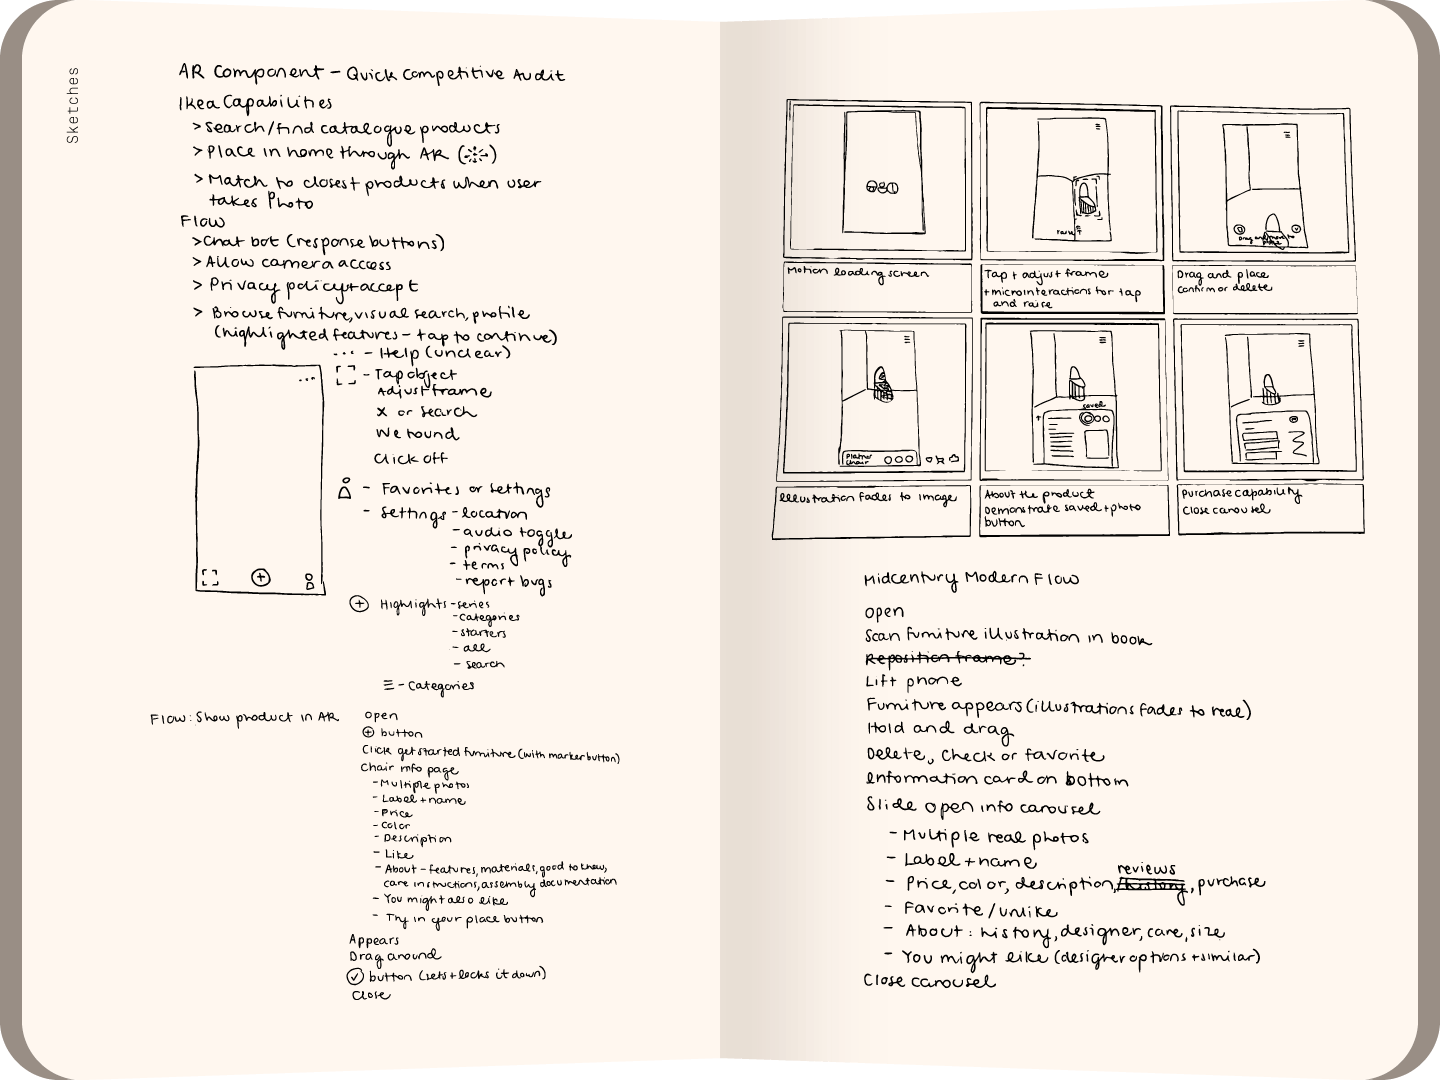 Sketches
AR Component - Quick Competitive Audit
Ikea Capabilities
> Search/find catalogue products
> Place in home through AR ( )
> Match to closest products when user
takes Photo
Flow
> Chat bot (response buttons)
> Allow camera access
> Privacy policy + accept
> Browse furniture, visual search, profile
(highlighted features - tap to continue)
... - Help (unclear)
- Tap object
Adjust frame
X or search
We found
Click off
- Favorites or settings
- Settings - location
- audio toggle
- privacy policy
- terms
- report bugs
Highlights - series
- categories
- starters
- all
- search
☰ - Categories
Flow: Show product in AR
open
⊕ button
Click get started furniture (with marker button)
Chair info page
- Multiple photos
- Label + name
- Price
- Color
- Description
- Like
- About - features, materials, good to know,
care instructions, assembly documentation
- You might also like
- Try in your place button
Appears
Drag around
✓ button (sets + locks it down)
Close
raise ↑
Drag and move to
place
Motion loading screen
Tap + adjust frame
+ microinteractions for tap
and raise
Drag and place
Confirm or delete
Platner
Chair
saved
Illustration fades to image
About the product
Demonstrate saved + photo
button
Purchase capability
Close carousel
Midcentury Modern Flow
open
Scan furniture illustration in book
Reposition frame?
Lift phone
Furniture appears (illustrations fades to real)
Hold and drag
Delete, Check or favorite
Information card on bottom
Slide open info carousel
- Multiple real photos
- Label + name
reviews
- Price, color, description, history, purchase
- Favorite/unlike
- About: history, designer, care, size
- You might like (designer options + similar)
Close carousel